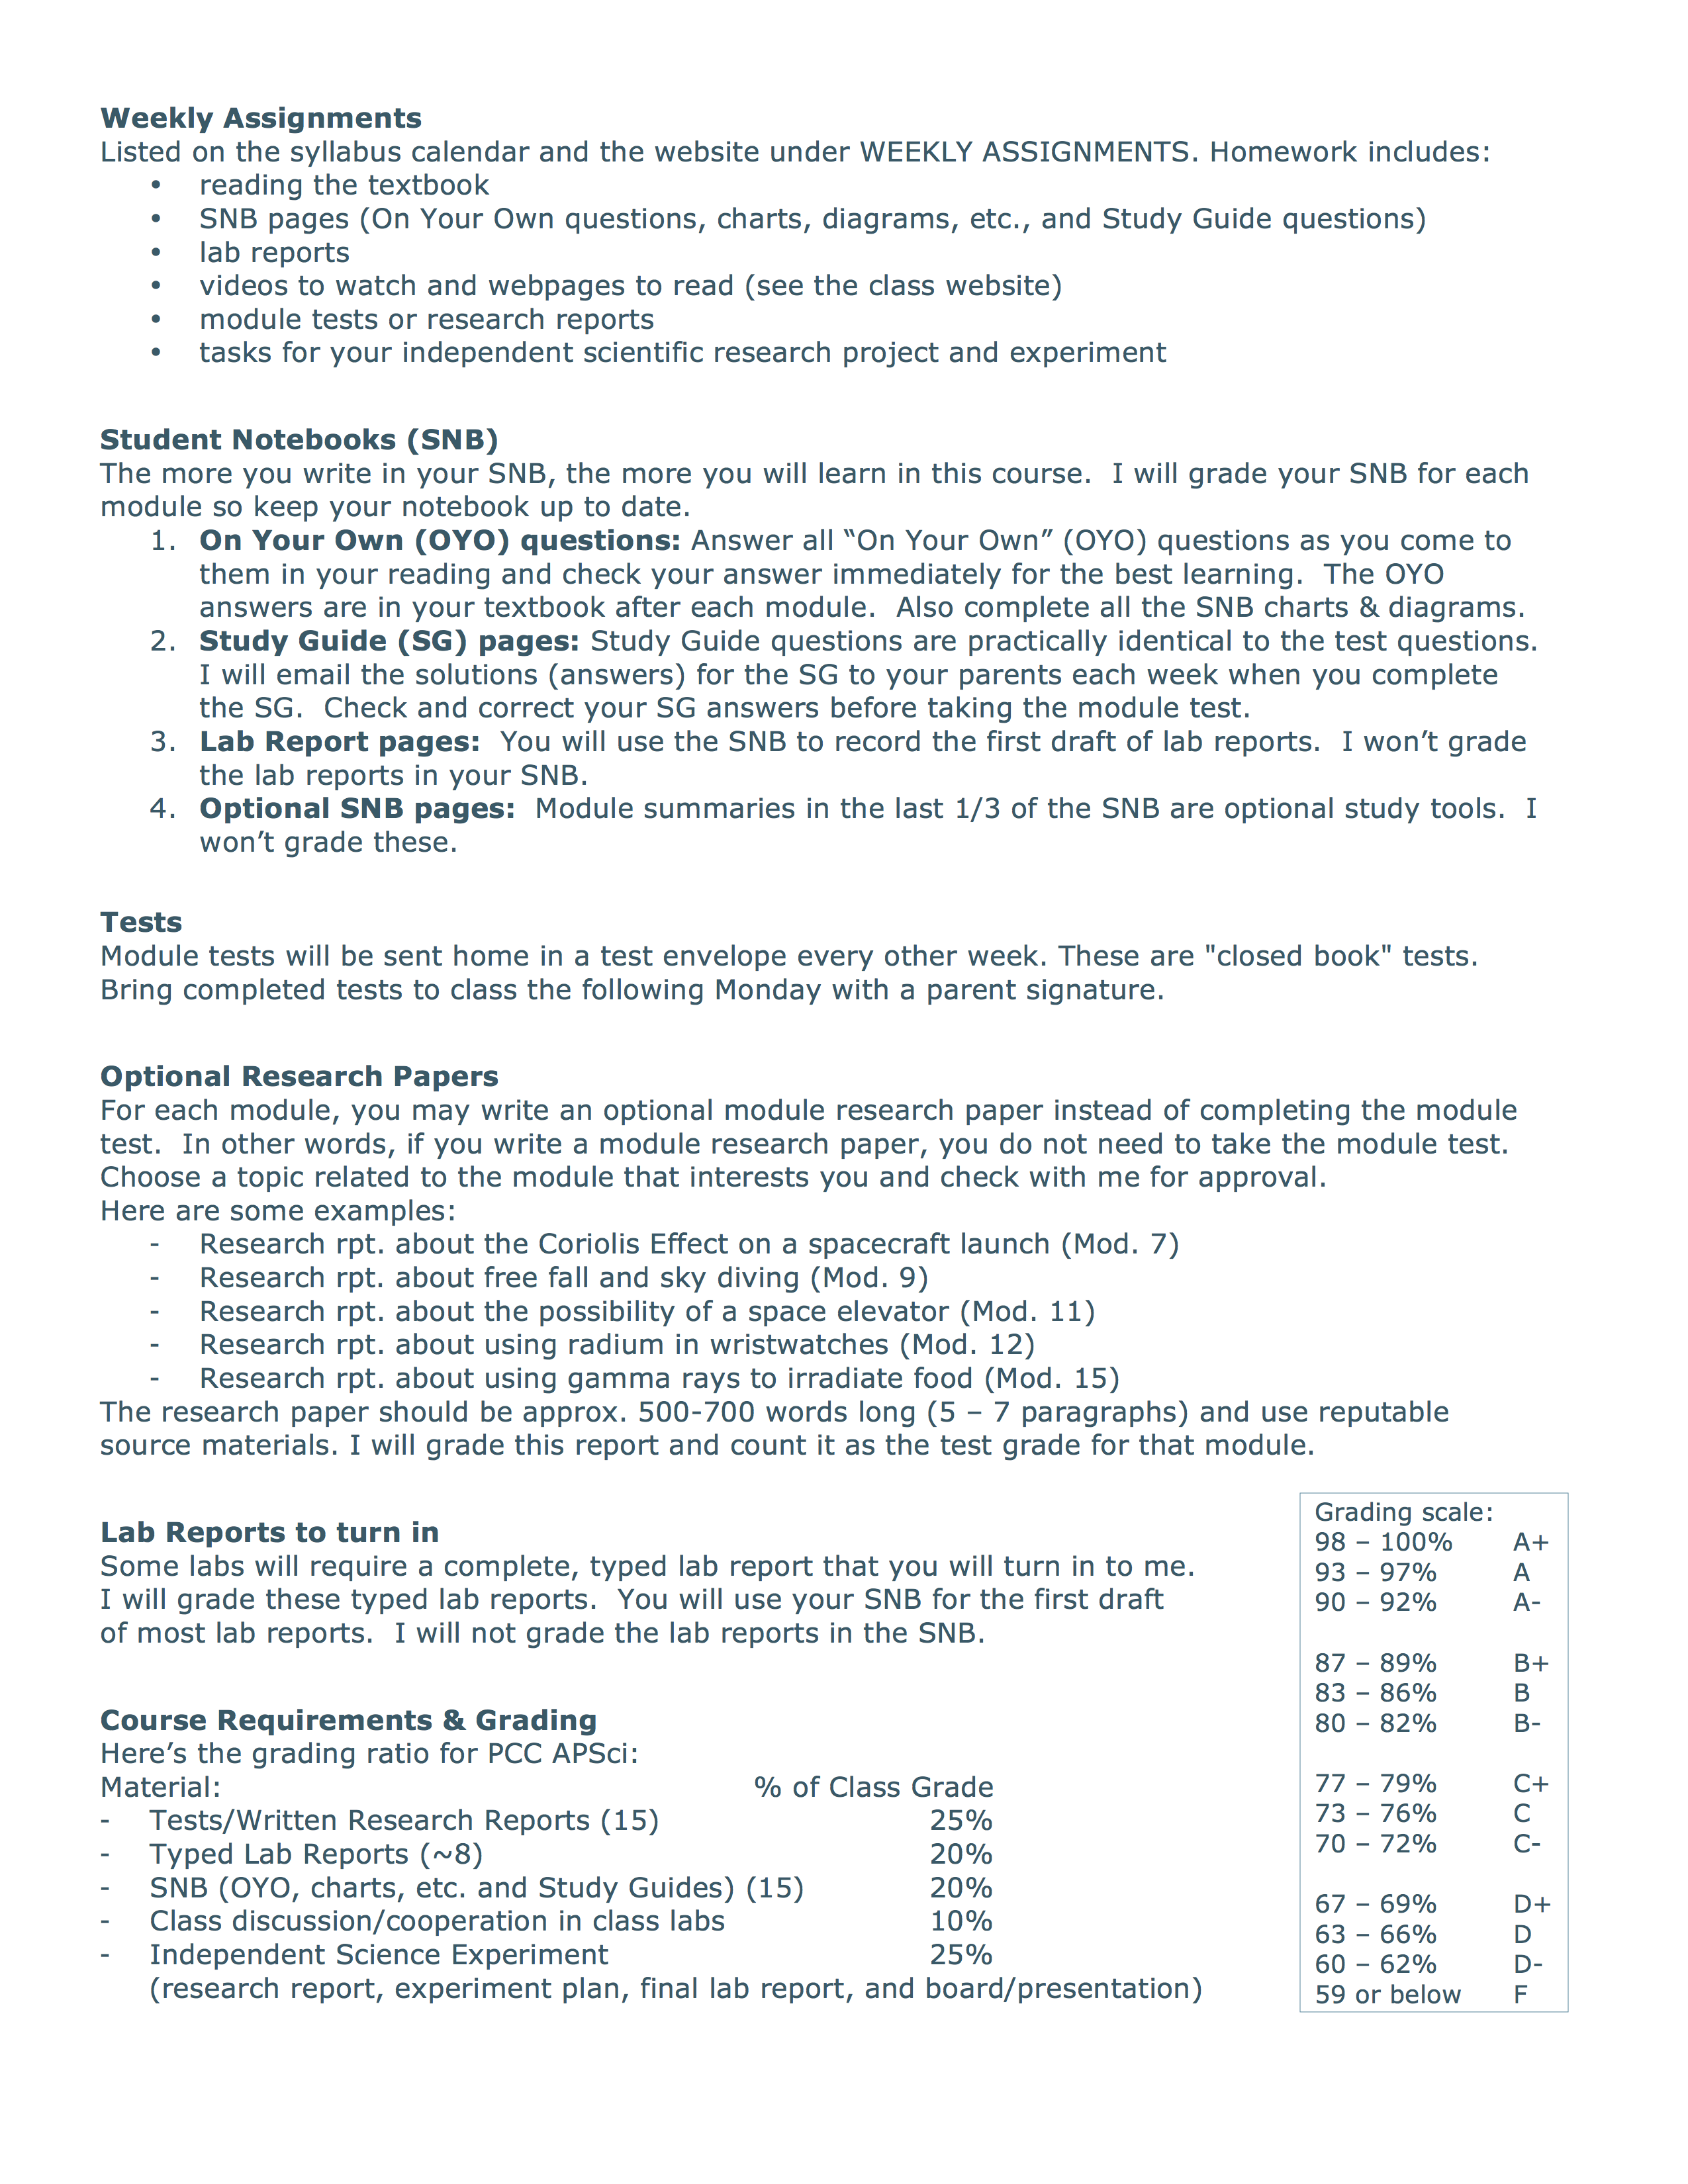 Weekly Assignments
Listed on the syllabus calendar and the website under WEEKLY ASSIGNMENTS. Homework includes:
• reading the textbook
• SNB pages (On Your Own questions, charts, diagrams, etc., and Study Guide questions)
• lab reports
• videos to watch and webpages to read (see the class website)
• module tests or research reports
• tasks for your independent scientific research project and experiment
Student Notebooks (SNB)
The more you write in your SNB, the more you will learn in this course.  I will grade your SNB for each
module so keep your notebook up to date.
1. On Your Own (OYO) questions: Answer all “On Your Own” (OYO) questions as you come to
them in your reading and check your answer immediately for the best learning.  The OYO
answers are in your textbook after each module.  Also complete all the SNB charts & diagrams.
2. Study Guide (SG) pages: Study Guide questions are practically identical to the test questions.
I will email the solutions (answers) for the SG to your parents each week when you complete
the SG.  Check and correct your SG answers before taking the module test.
3. Lab Report pages:  You will use the SNB to record the first draft of lab reports.  I won’t grade
the lab reports in your SNB.
4. Optional SNB pages:  Module summaries in the last 1/3 of the SNB are optional study tools.  I
won’t grade these.
Tests
Module tests will be sent home in a test envelope every other week. These are "closed book" tests.
Bring completed tests to class the following Monday with a parent signature.
Optional Research Papers
For each module, you may write an optional module research paper instead of completing the module
test.  In other words, if you write a module research paper, you do not need to take the module test.
Choose a topic related to the module that interests you and check with me for approval.
Here are some examples:
- Research rpt. about the Coriolis Effect on a spacecraft launch (Mod. 7)
- Research rpt. about free fall and sky diving (Mod. 9)
- Research rpt. about the possibility of a space elevator (Mod. 11)
- Research rpt. about using radium in wristwatches (Mod. 12)
- Research rpt. about using gamma rays to irradiate food (Mod. 15)
The research paper should be approx. 500-700 words long (5 – 7 paragraphs) and use reputable
source materials. I will grade this report and count it as the test grade for that module.
Lab Reports to turn in
Some labs will require a complete, typed lab report that you will turn in to me.
I will grade these typed lab reports.  You will use your SNB for the first draft
of most lab reports.  I will not grade the lab reports in the SNB.
Course Requirements & Grading
Here’s the grading ratio for PCC APSci:
Material: % of Class Grade
- Tests/Written Research Reports (15) 25%
- Typed Lab Reports (~8) 20%
- SNB (OYO, charts, etc. and Study Guides) (15) 20%
- Class discussion/cooperation in class labs 10%
- Independent Science Experiment 25%
(research report, experiment plan, final lab report, and board/presentation)
Grading scale:
98 – 100% A+
93 – 97% A
90 – 92% A-
87 – 89% B+
83 – 86% B
80 – 82% B-
77 – 79% C+
73 – 76% C
70 – 72% C-
67 – 69% D+
63 – 66% D
60 – 62% D-
59 or below F